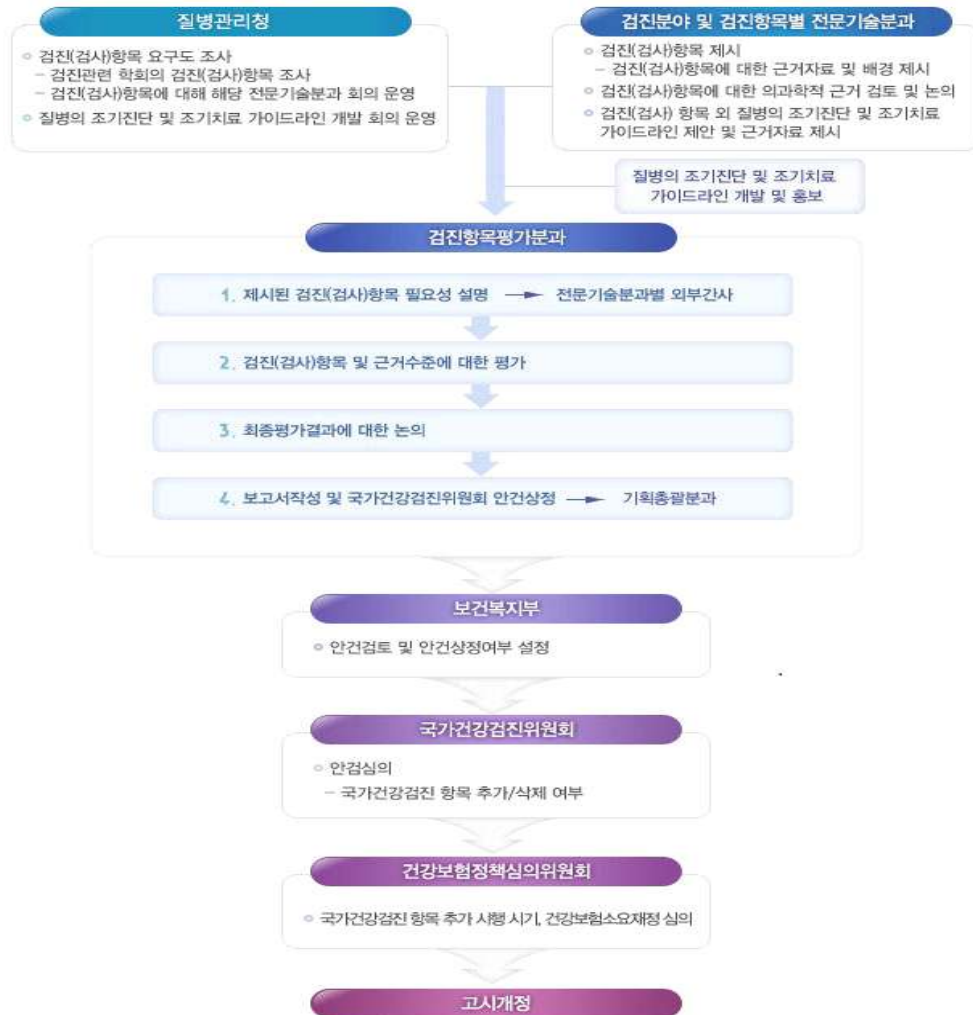 질병관리청
○ 검진(검사)항목 요구도 조사
– 검진관련 학회의 검진(검사)항목 조사
– 검진(검사)항목에 대해 해당 전문기술분과 회의 운영
○ 질병의 조기진단 및 조기치료 가이드라인 개발 회의 운영
검진분야 및 검진항목별 전문기술분과
○ 검진(검사)항목 제시
– 검진(검사)항목에 대한 근거자료 및 배경 제시
○ 검진(검사)항목에 대한 의과학적 근거 검토 및 논의
○ 검진(검사) 항목 외 질병의 조기진단 및 조기치료
가이드라인 제안 및 근거자료 제시
질병의 조기진단 및 조기치료
가이드라인 개발 및 홍보
검진항목평가분과
1. 제시된 검진(검사)항목 필요성 설명 → 전문기술분과별 외부간사
2. 검진(검사)항목 및 근거수준에 대한 평가
3. 최종평가결과에 대한 논의
4. 보고서작성 및 국가건강검진위원회 안건상정 → 기획총괄분과
보건복지부
○ 안건검토 및 안건상정여부 설정
국가건강검진위원회
○ 안검심의
– 국가건강검진 항목 추가/삭제 여부
건강보험정책심의위원회
○ 국가건강검진 항목 추가 시행 시기, 건강보험소요재정 심의
고시개정